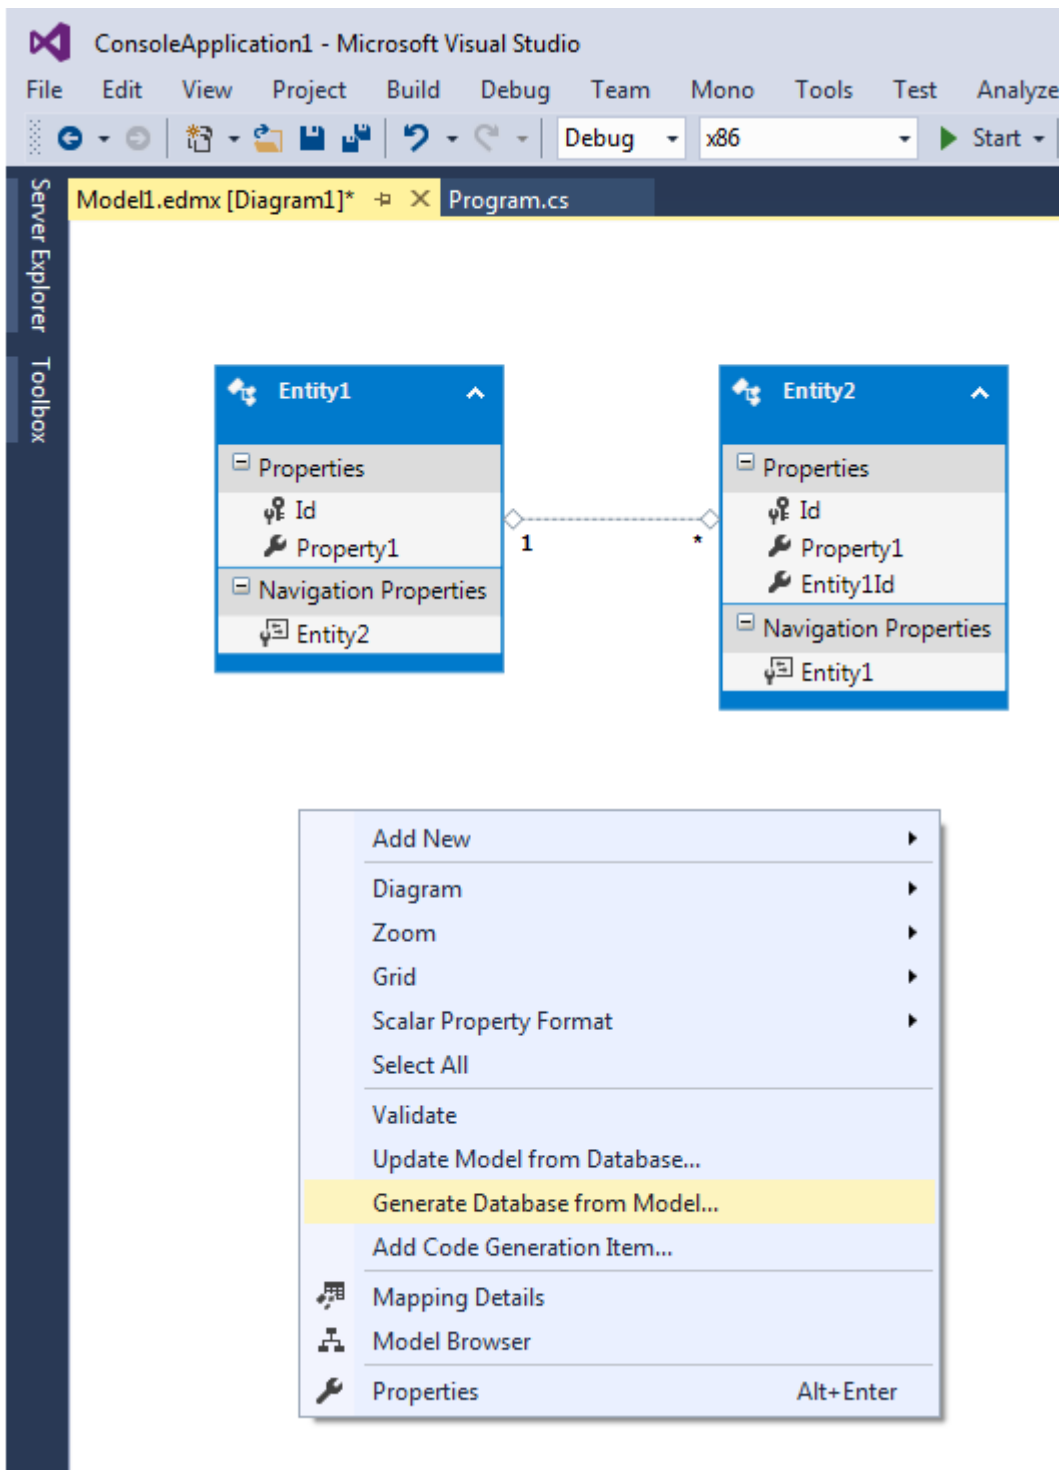 ConsoleApplication1 - Microsoft Visual Studio
File Edit View Project Build Debug Team Mono Tools Test Analyze
Debug x86 Start
Model1.edmx [Diagram1]* Program.cs
Server Explorer
Toolbox
Entity1
Properties
Id
Property1
Navigation Properties
Entity2
1 *
Entity2
Properties
Id
Property1
Entity1Id
Navigation Properties
Entity1
Add New
Diagram
Zoom
Grid
Scalar Property Format
Select All
Validate
Update Model from Database...
Generate Database from Model...
Add Code Generation Item...
Mapping Details
Model Browser
Properties Alt+Enter